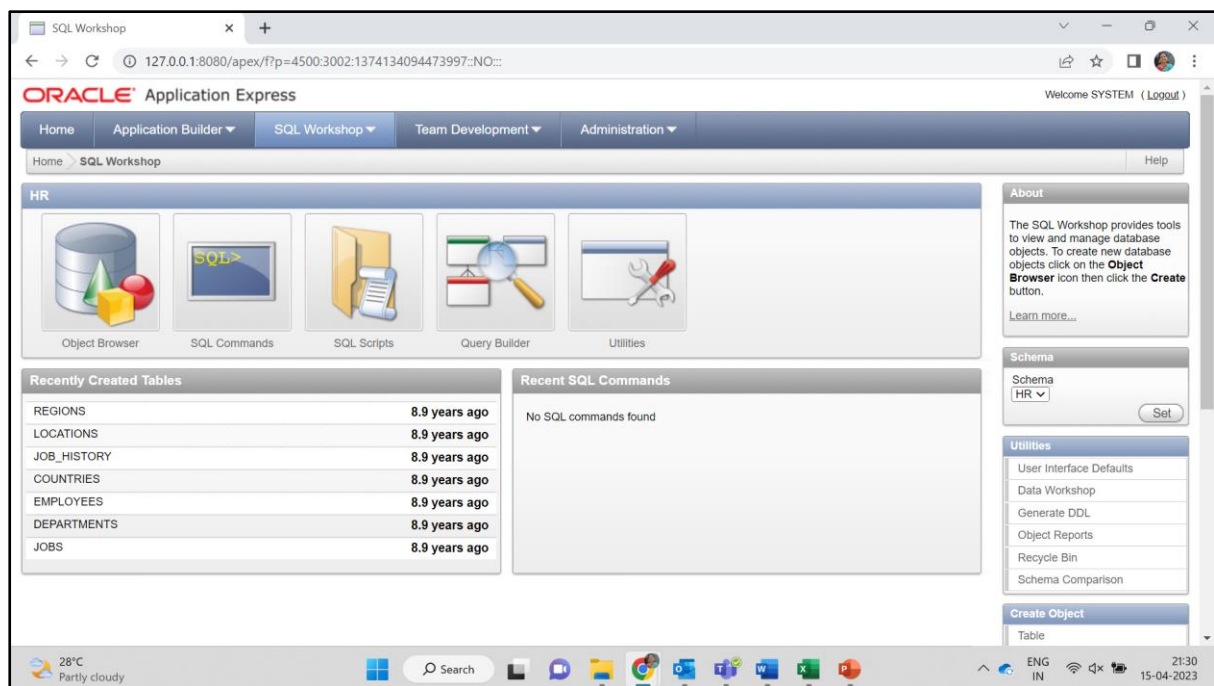 SQL Workshop
127.0.0.1:8080/apex/f?p=4500:3002:1374134094473997::NO:::
ORACLE® Application Express
Welcome SYSTEM ( Logout )
Home Application Builder SQL Workshop Team Development Administration
Home SQL Workshop
Help
HR
SQL>
Object Browser SQL Commands SQL Scripts Query Builder Utilities
Recently Created Tables
REGIONS 8.9 years ago
LOCATIONS 8.9 years ago
JOB_HISTORY 8.9 years ago
COUNTRIES 8.9 years ago
EMPLOYEES 8.9 years ago
DEPARTMENTS 8.9 years ago
JOBS 8.9 years ago
Recent SQL Commands
No SQL commands found
About
The SQL Workshop provides tools
to view and manage database
objects. To create new database
objects click on the Object
Browser icon then click the Create
button.
Learn more...
Schema
Schema
HR
Set
Utilities
User Interface Defaults
Data Workshop
Generate DDL
Object Reports
Recycle Bin
Schema Comparison
Create Object
Table
28°C
Partly cloudy
Search
ENG
IN
21:30
15-04-2023